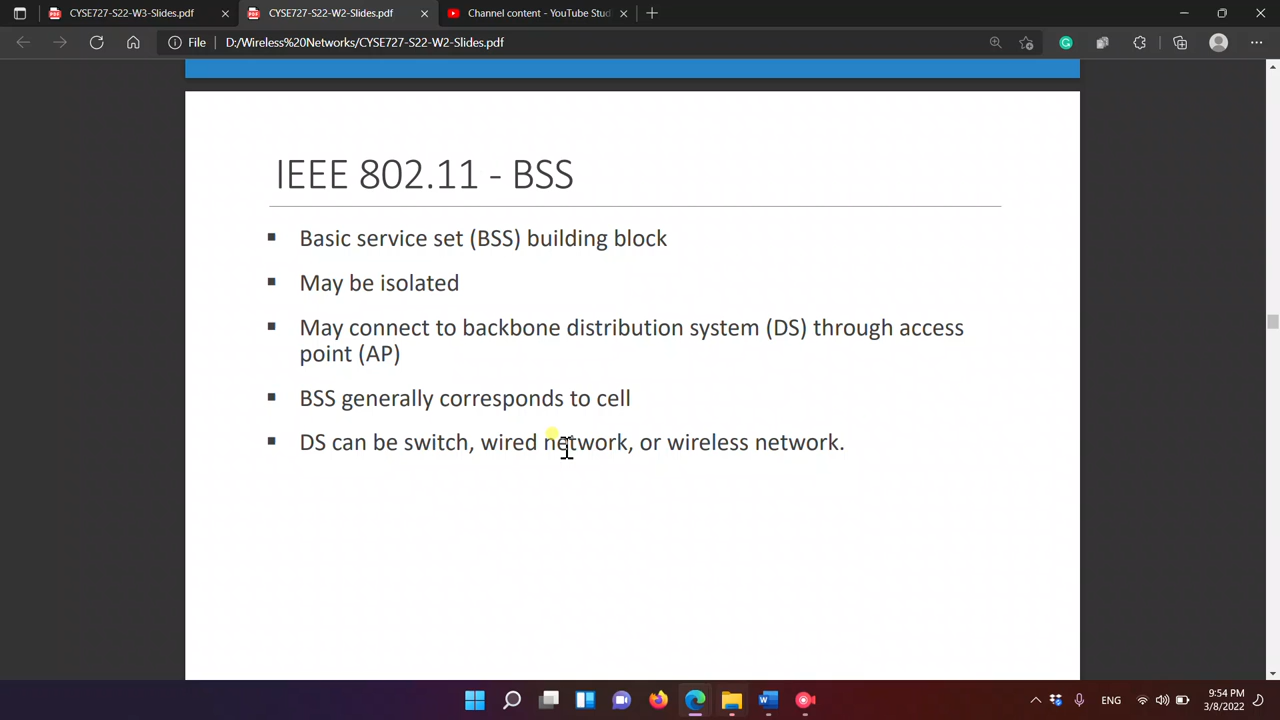 CYSE727-S22-W3-Slides.pdf
CYSE727-S22-W2-Slides.pdf
Channel content - YouTube Stud
File
D:/Wireless%20Networks/CYSE727-S22-W2-Slides.pdf
IEEE 802.11 - BSS
Basic service set (BSS) building block
May be isolated
May connect to backbone distribution system (DS) through access
point (AP)
BSS generally corresponds to cell
DS can be switch, wired network, or wireless network.
ENG
9:54 PM
3/8/2022